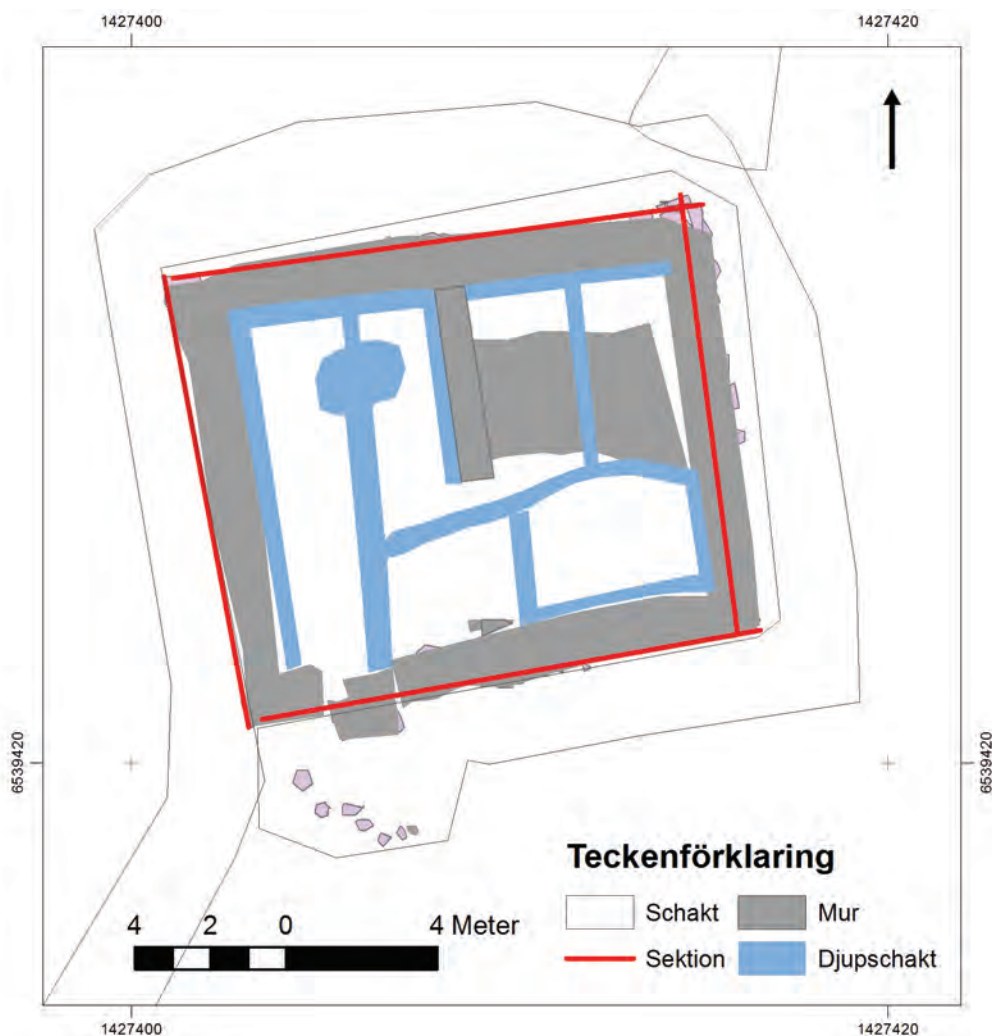 1427400 1427420
6539420 6539420
Teckenförklaring
Schakt Mur
Sektion Djupschakt
4 2 0 4 Meter
1427400 1427420